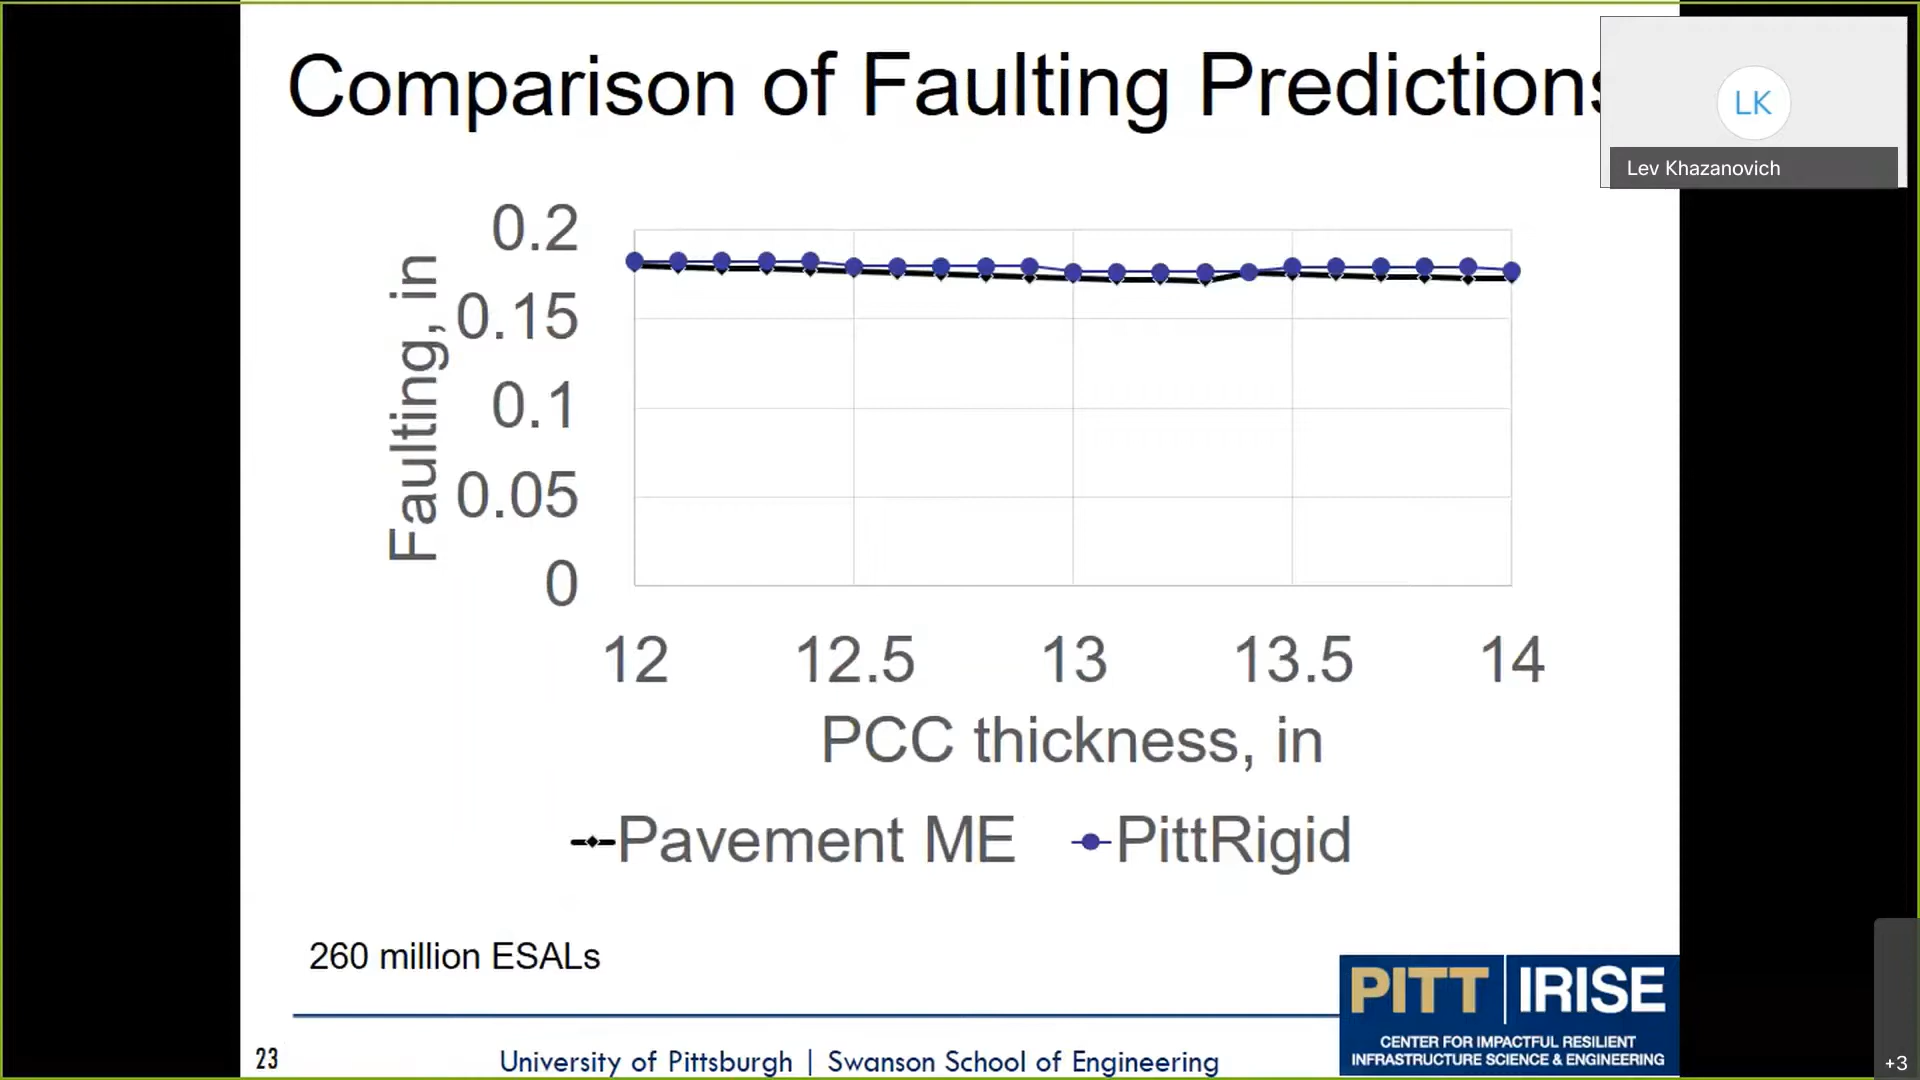 Comparison of Faulting Predictions
LK
Lev Khazanovich
0.2
0.15
0.1
0.05
0
Faulting, in
12 12.5 13 13.5 14
PCC thickness, in
Pavement ME PittRigid
260 million ESALs
PITT IRISE
CENTER FOR IMPACTFUL RESILIENT
INFRASTRUCTURE SCIENCE & ENGINEERING
23
University of Pittsburgh | Swanson School of Engineering
+3